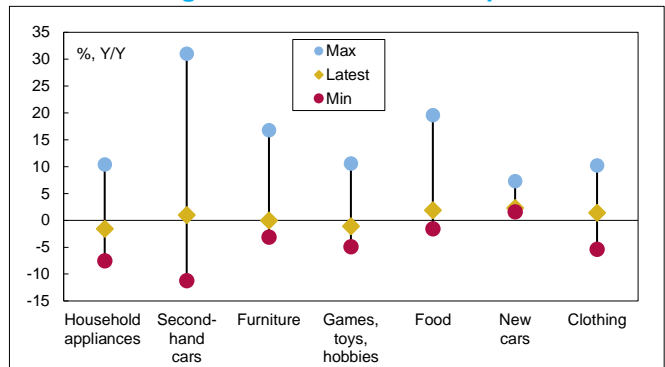 35
30
25
20
15
10
5
0
-5
-10
-15
%, Y/Y
Max
Latest
Min
Household appliances
Second-hand cars
Furniture
Games, toys, hobbies
Food
New cars
Clothing